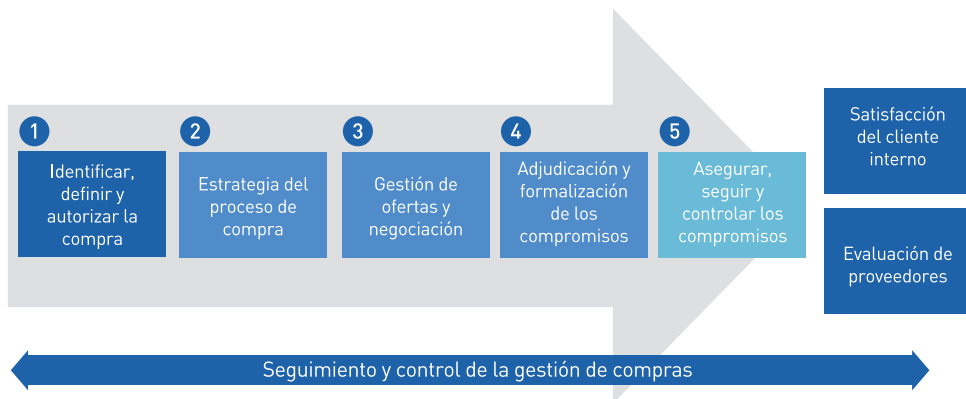 1
Identificar,
definir y
autorizar la
compra
2
Estrategia del
proceso de
compra
3
Gestión de
ofertas y
negociación
4
Adjudicación y
formalización
de los
compromisos
5
Asegurar,
seguir y
controlar los
compromisos
Satisfacción
del cliente
interno
Evaluación de
proveedores
Seguimiento y control de la gestión de compras